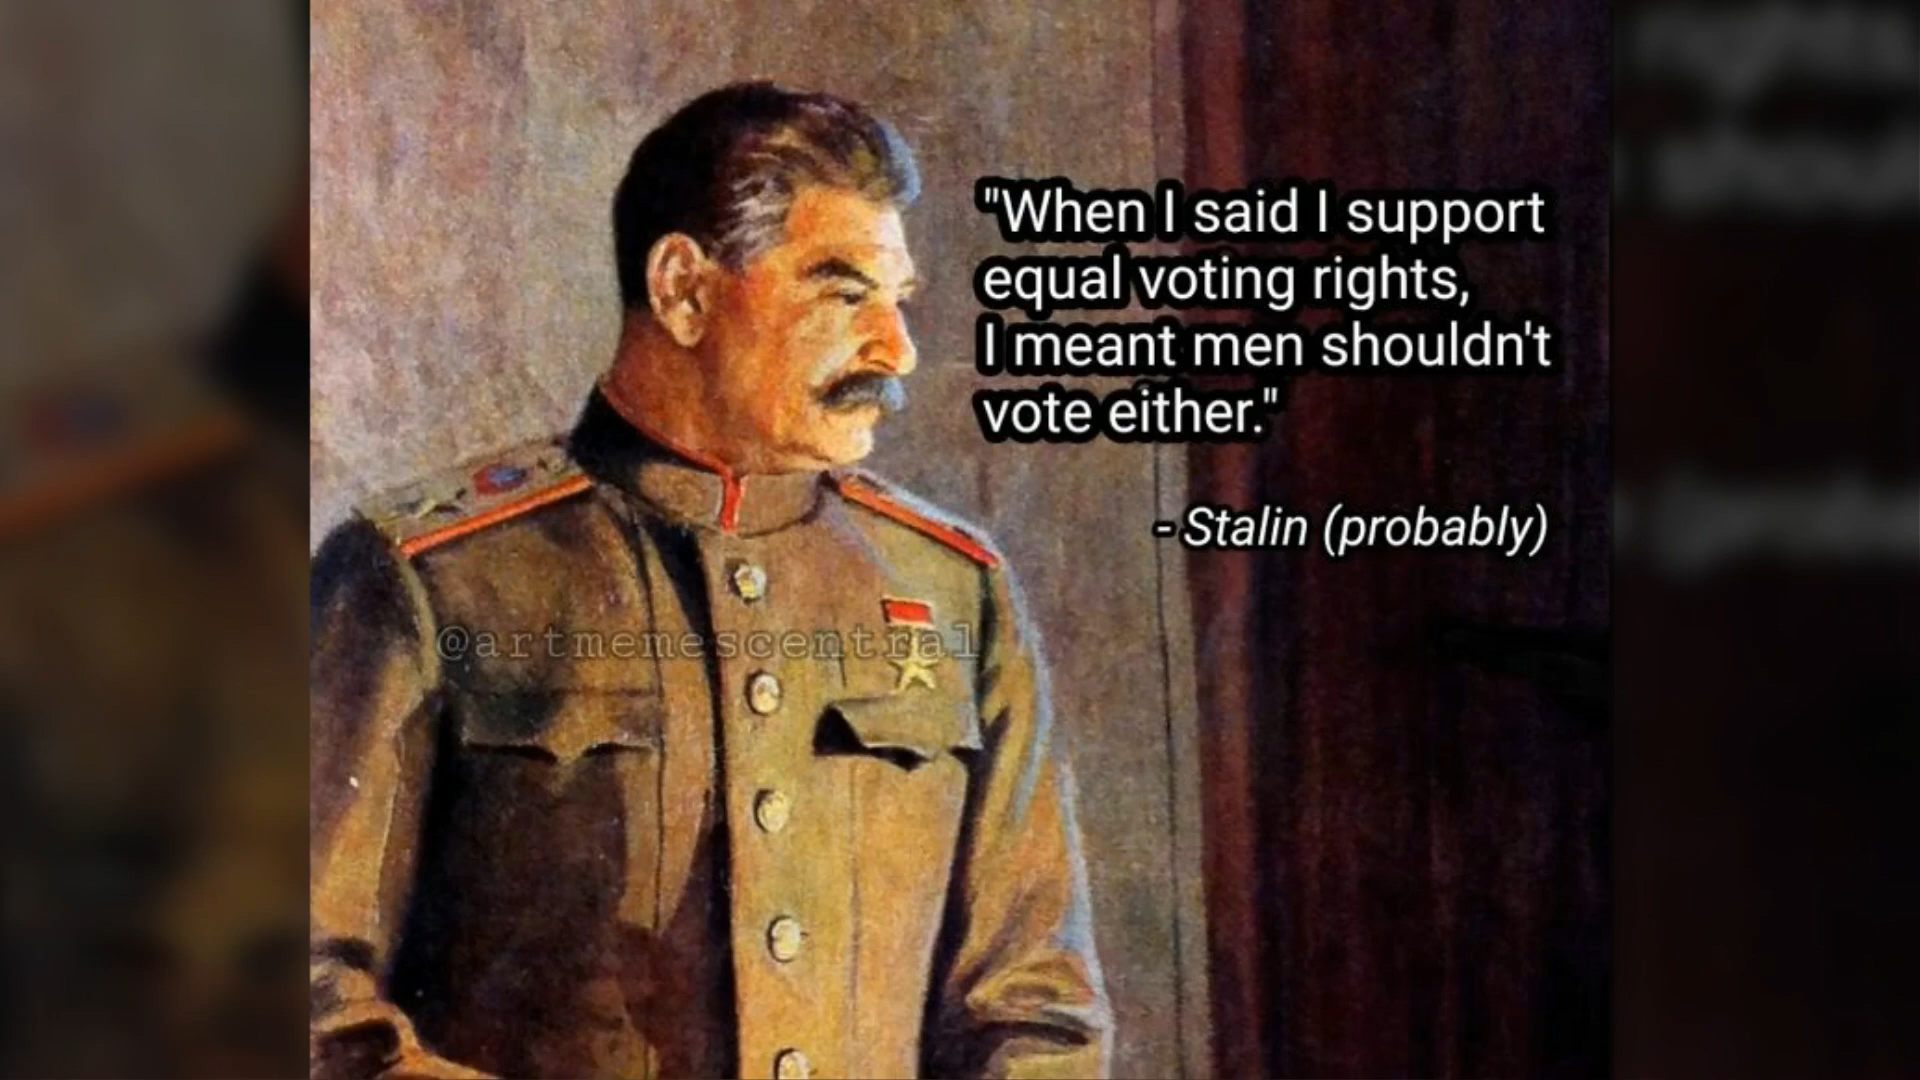 "When I said I support
equal voting rights,
I meant men shouldn't
vote either."
- Stalin (probably)
@artmemescentral